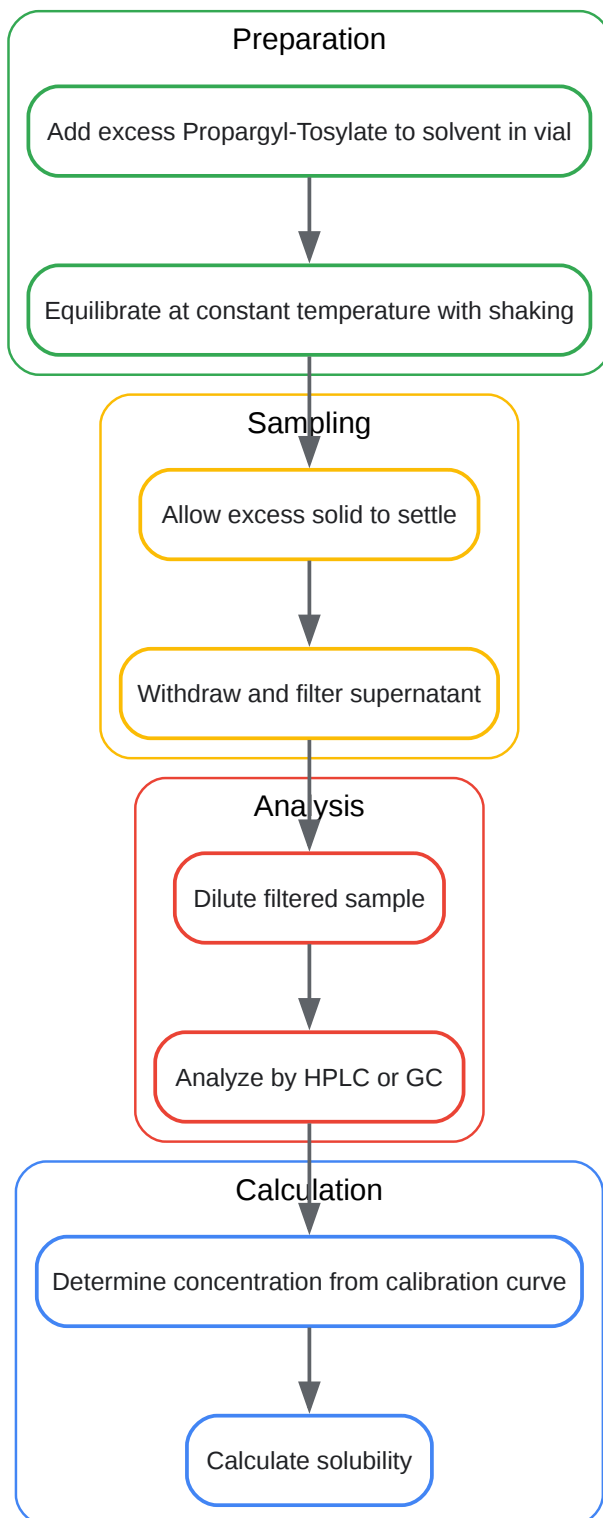 Preparation
Add excess Propargyl-Tosylate to solvent in vial
Equilibrate at constant temperature with shaking
Sampling
Allow excess solid to settle
Withdraw and filter supernatant
Analysis
Dilute filtered sample
Analyze by HPLC or GC
Calculation
Determine concentration from calibration curve
Calculate solubility